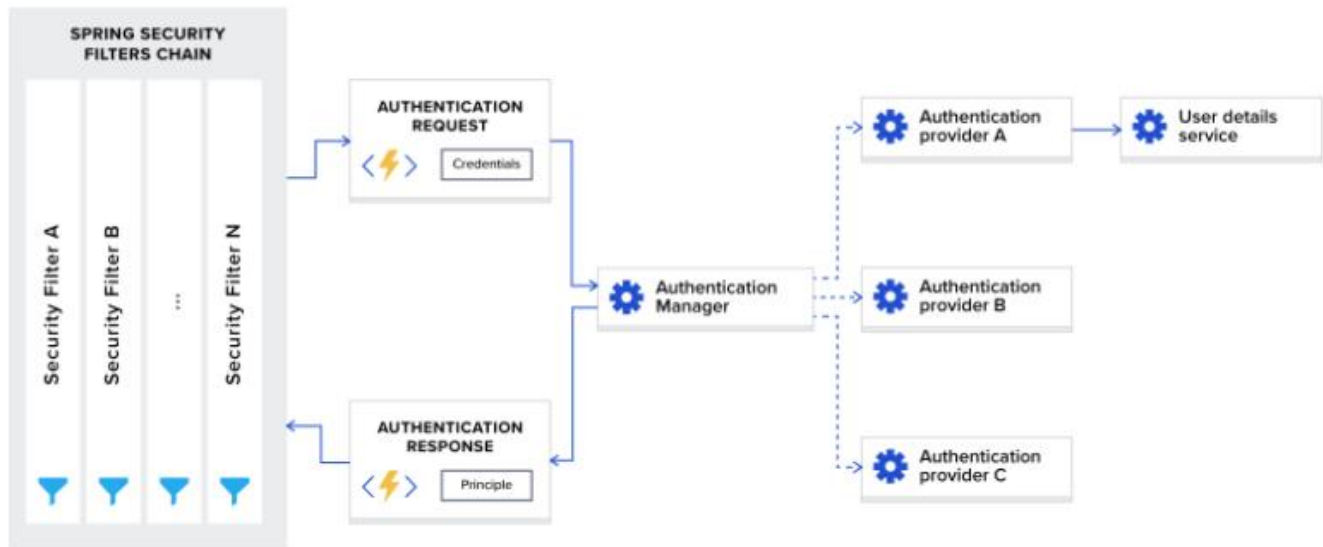 SPRING SECURITY
FILTERS CHAIN
Security Filter A
Security Filter B
...
Security Filter N
AUTHENTICATION
REQUEST
Credentials
AUTHENTICATION
RESPONSE
Principle
Authentication
Manager
Authentication
provider A
User details
service
Authentication
provider B
Authentication
provider C